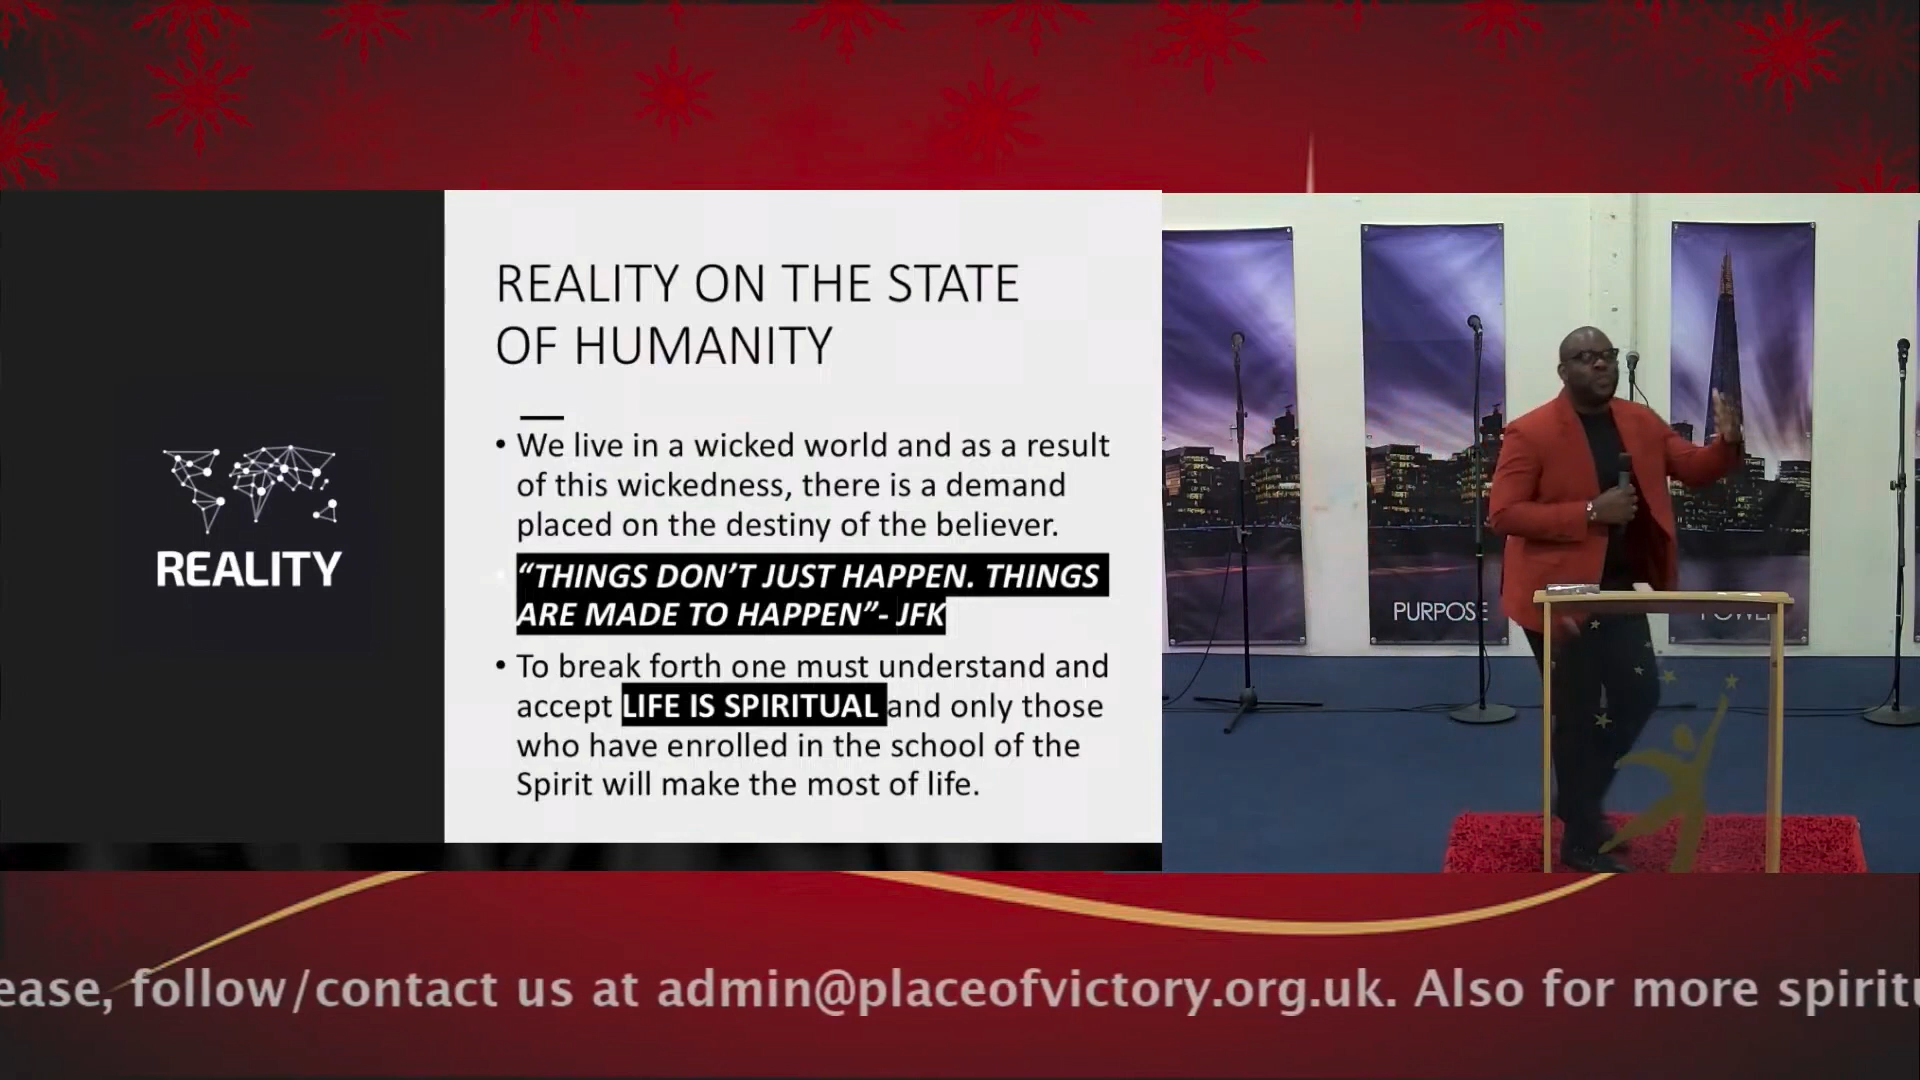 REALITY
REALITY ON THE STATE
OF HUMANITY
• We live in a wicked world and as a result
of this wickedness, there is a demand
placed on the destiny of the believer.
“THINGS DON’T JUST HAPPEN. THINGS
ARE MADE TO HAPPEN”- JFK
• To break forth one must understand and
accept LIFE IS SPIRITUAL and only those
who have enrolled in the school of the
Spirit will make the most of life.
PURPOSE
POWER
ease, follow/contact us at admin@placeofvictory.org.uk. Also for more spiritu